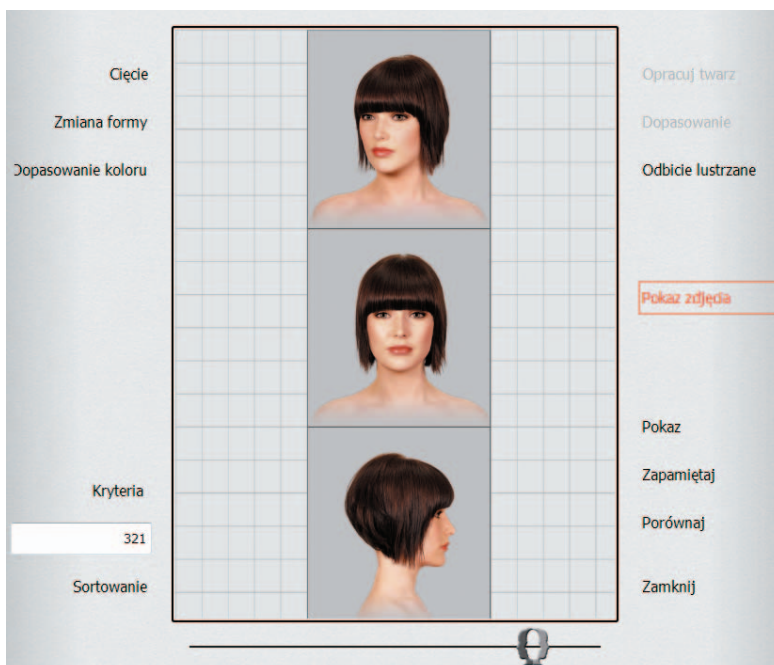 Cięcie
Zmiana formy
Dopasowanie koloru
Kryteria
321
Sortowanie
Opracuj twarz
Dopasowanie
Odbicie lustrzane
Pokaz zdjęcia
Pokaz
Zapamiętaj
Porównaj
Zamknij